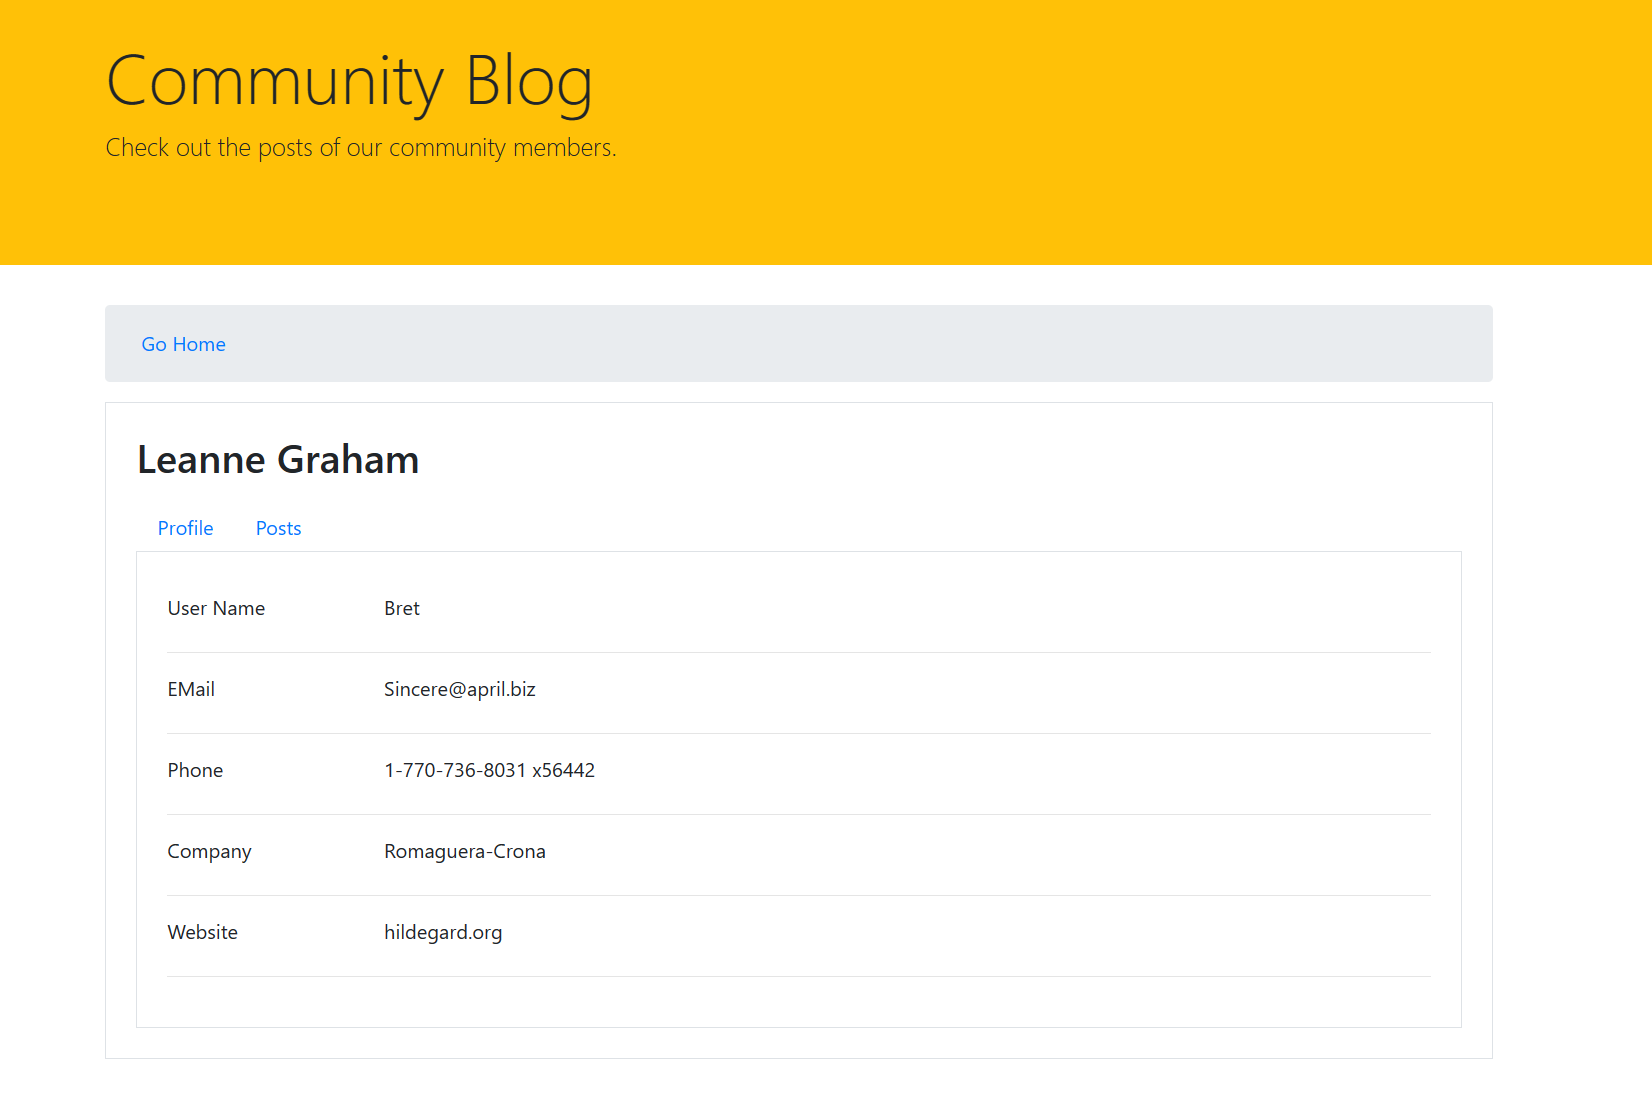 Community Blog
Check out the posts of our community members.
Go Home
Leanne Graham
Profile Posts
User Name Bret
EMail Sincere@april.biz
Phone 1-770-736-8031 x56442
Company Romaguera-Crona
Website hildegard.org